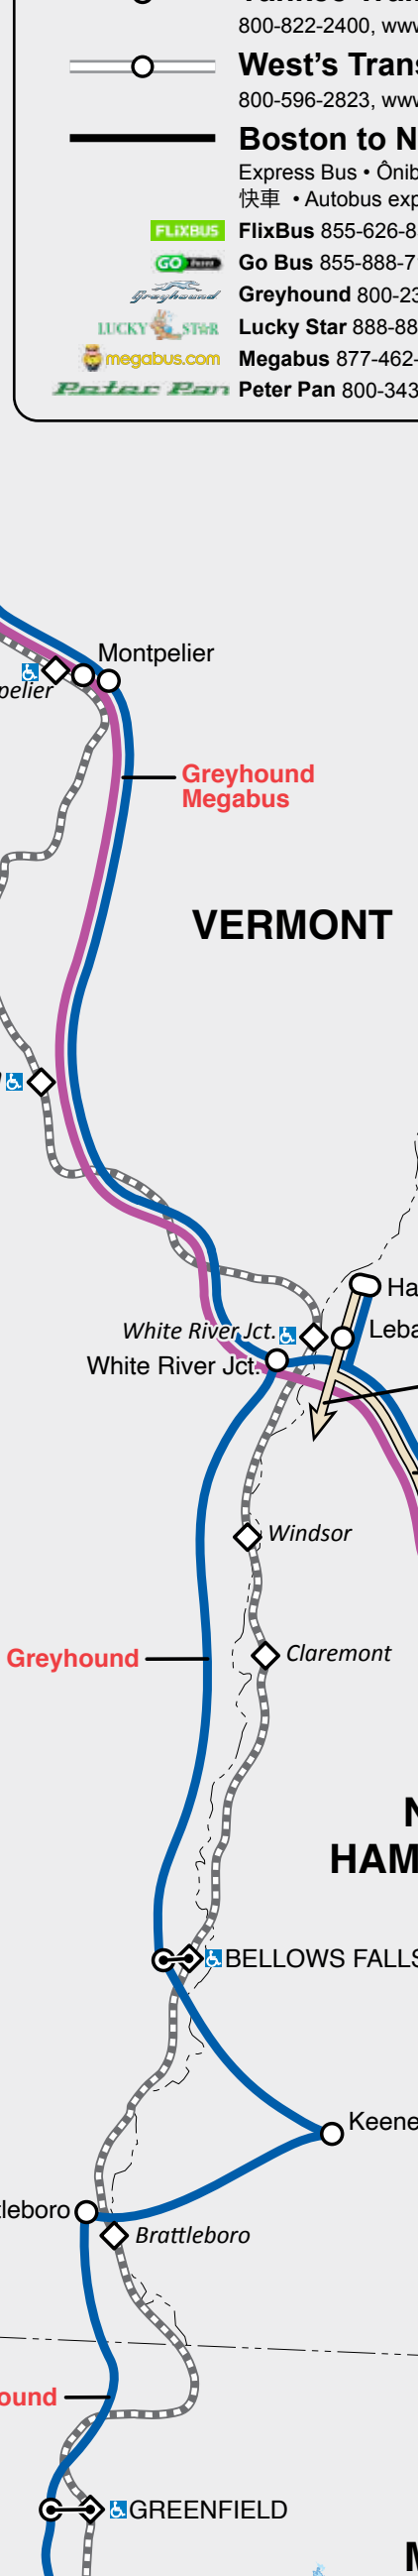 800-822-2400, www
West's Trans
800-596-2823, www
Boston to N
Express Bus • Ônib
快車 • Autobus exp
FLiXBUS FlixBus 855-626-8
GO Go Bus 855-888-7
Greyhound Greyhound 800-23
LUCKY STAR Lucky Star 888-88
megabus.com Megabus 877-462-
Peter Pan Peter Pan 800-343
Montpelier
pelier
Greyhound
Megabus
VERMONT
Ha
White River Jct.
Leba
White River Jct.
Windsor
Claremont
Greyhound
N
HAM
BELLOWS FALLS
Keene
tleboro
Brattleboro
ound
GREENFIELD
M